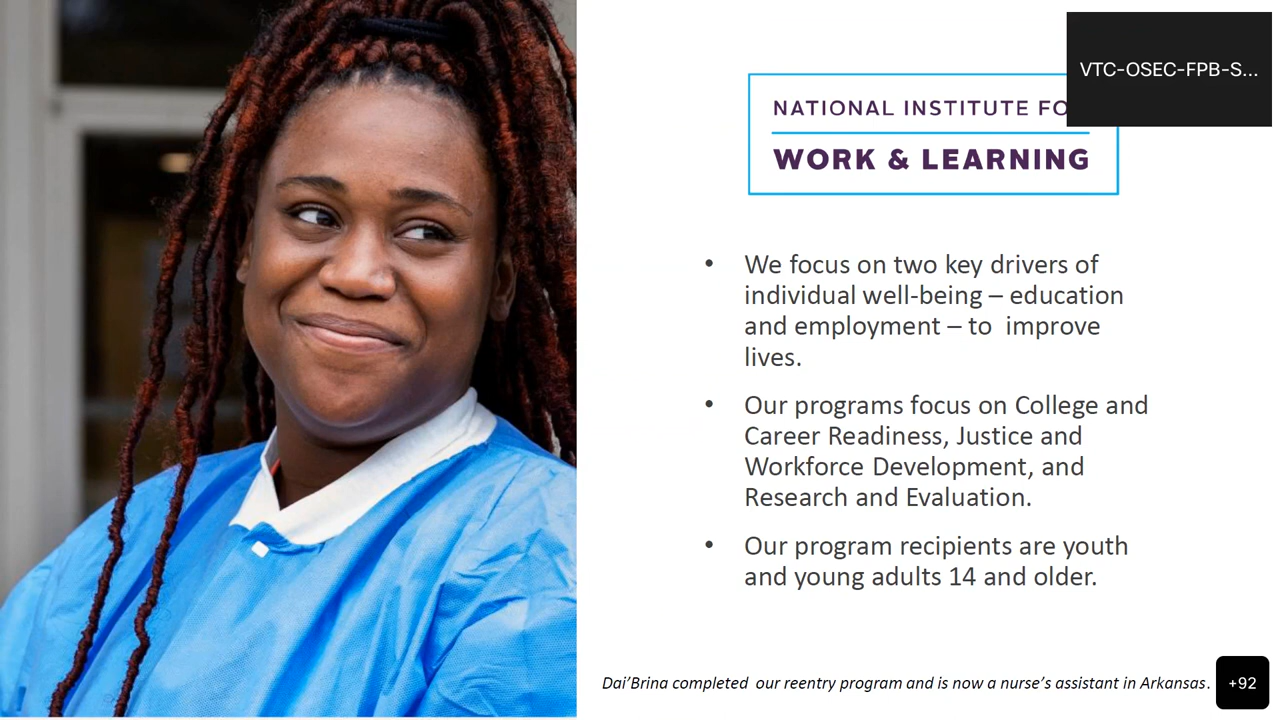 VTC-OSEC-FPB-S...
NATIONAL INSTITUTE FO
WORK & LEARNING
• We focus on two key drivers of
individual well-being – education
and employment – to improve
lives.
• Our programs focus on College and
Career Readiness, Justice and
Workforce Development, and
Research and Evaluation.
• Our program recipients are youth
and young adults 14 and older.
Dai’Brina completed our reentry program and is now a nurse’s assistant in Arkansas.
+92